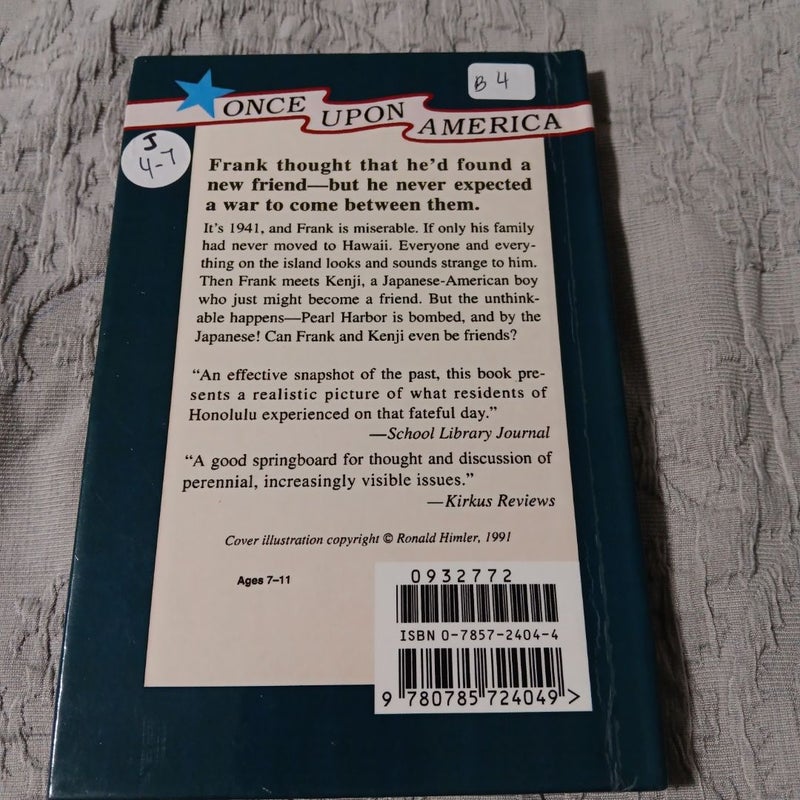 B 4
ONCE UPON AMERICA
J
4-7
Frank thought that he'd found a
new friend—but he never expected
a war to come between them.
It's 1941, and Frank is miserable. If only his family
had never moved to Hawaii. Everyone and every-
thing on the island looks and sounds strange to him.
Then Frank meets Kenji, a Japanese-American boy
who just might become a friend. But the unthink-
able happens—Pearl Harbor is bombed, and by the
Japanese! Can Frank and Kenji even be friends?
“An effective snapshot of the past, this book pre-
sents a realistic picture of what residents of
Honolulu experienced on that fateful day.”
—School Library Journal
“A good springboard for thought and discussion of
perennial, increasingly visible issues.”
—Kirkus Reviews
Cover illustration copyright © Ronald Himler, 1991
Ages 7–11
0932772
ISBN 0-7857-2404-4
9 780785 724049 >